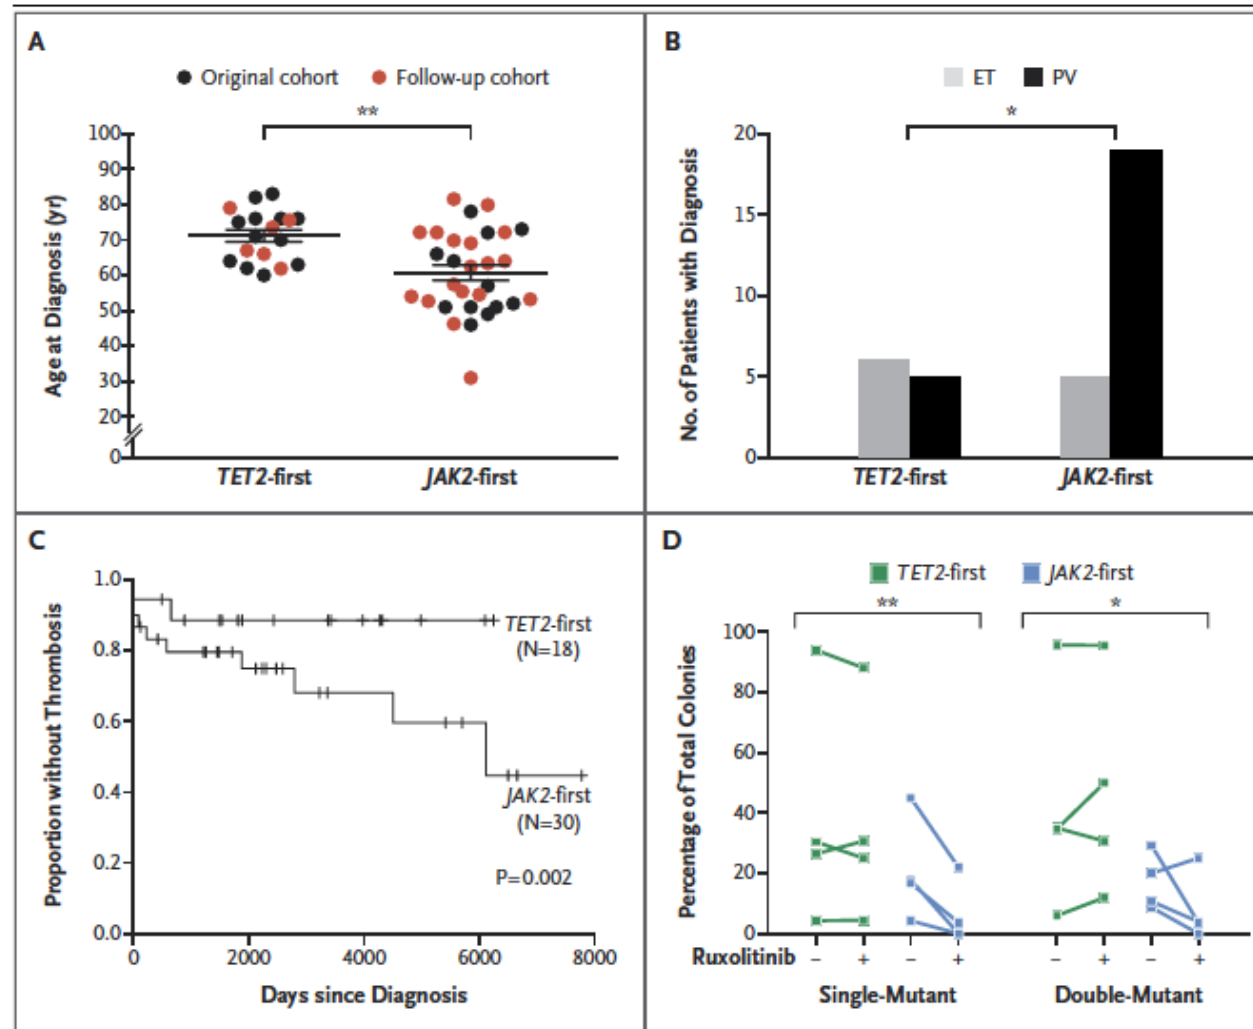 A
Original cohort Follow-up cohort
**
Age at Diagnosis (yr)
100
90
80
70
60
50
40
30
20
0
TET2-first JAK2-first
B
ET PV
*
No. of Patients with Diagnosis
20
15
10
5
0
TET2-first JAK2-first
C
Proportion without Thrombosis
1.0
0.8
0.6
0.4
0.2
0.0
TET2-first
(N=18)
JAK2-first
(N=30)
P=0.002
0 2000 4000 6000 8000
Days since Diagnosis
D
TET2-first JAK2-first
** *
Percentage of Total Colonies
100
80
60
40
20
0
Ruxolitinib – + – + – + – +
Single-Mutant Double-Mutant